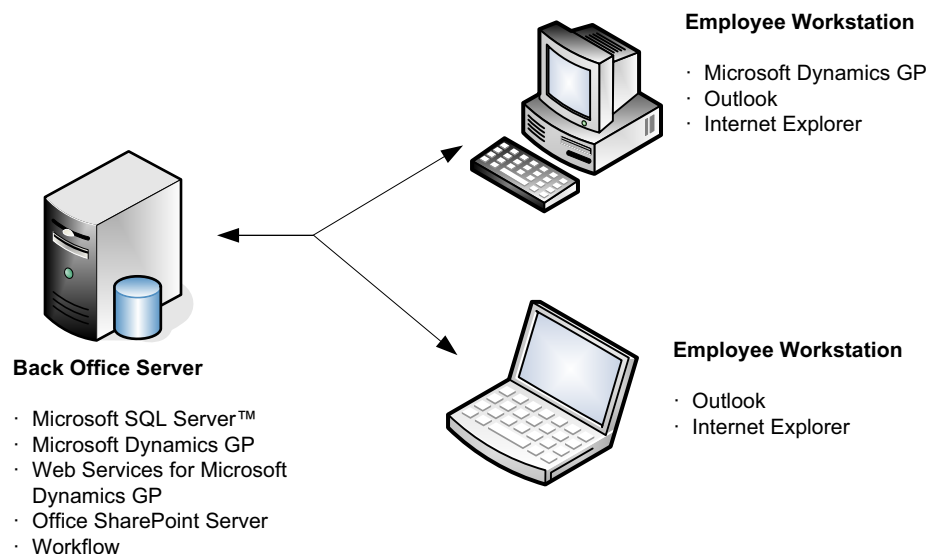 Employee Workstation
· Microsoft Dynamics GP
· Outlook
· Internet Explorer
Back Office Server
· Microsoft SQL Server™
· Microsoft Dynamics GP
· Web Services for Microsoft
Dynamics GP
· Office SharePoint Server
· Workflow
Employee Workstation
· Outlook
· Internet Explorer